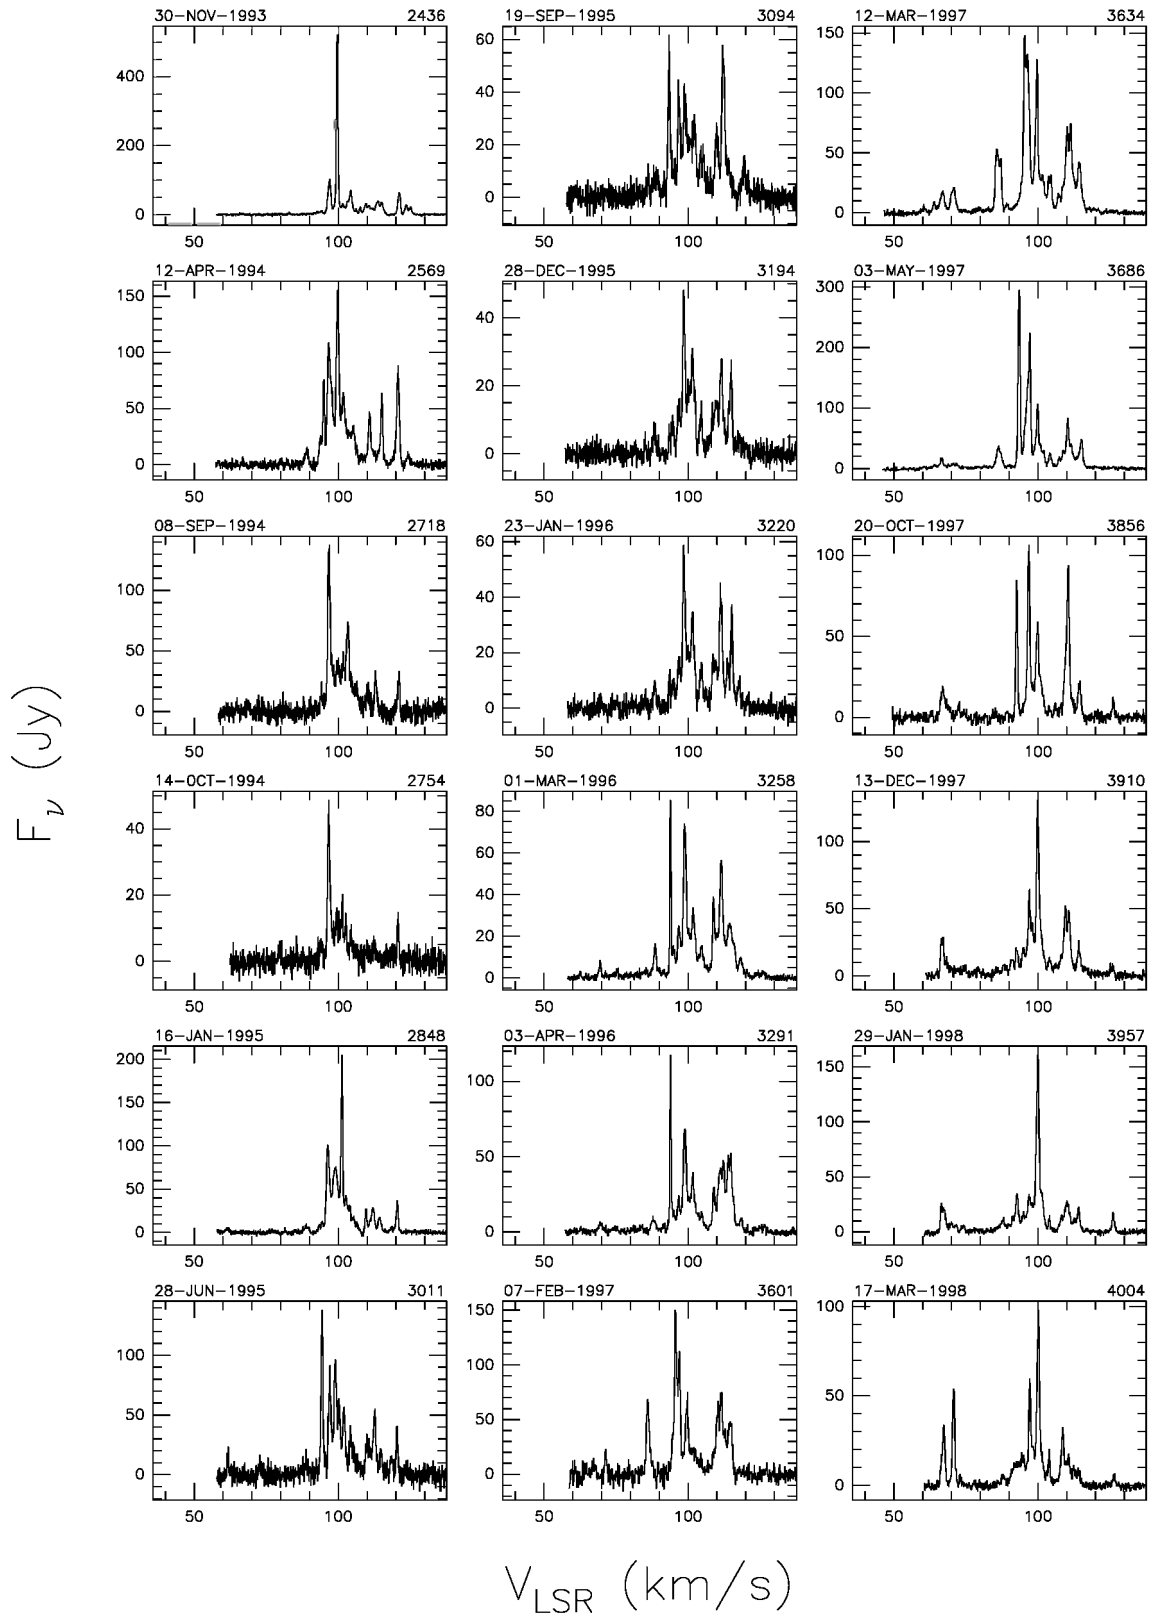 30-NOV-1993 2436 19-SEP-1995 3094 12-MAR-1997 3634
400 200 0
60 40 20 0
150 100 50 0
50 100 50 100 50 100
12-APR-1994 2569 28-DEC-1995 3194 03-MAY-1997 3686
150 100 50 0
40 20 0
300 200 100 0
50 100 50 100 50 100
08-SEP-1994 2718 23-JAN-1996 3220 20-OCT-1997 3856
100 50 0
60 40 20 0
100 50 0
50 100 50 100 50 100
14-OCT-1994 2754 01-MAR-1996 3258 13-DEC-1997 3910
40 20 0
80 60 40 20 0
100 50 0
50 100 50 100 50 100
16-JAN-1995 2848 03-APR-1996 3291 29-JAN-1998 3957
200 150 100 50 0
100 50 0
150 100 50 0
50 100 50 100 50 100
28-JUN-1995 3011 07-FEB-1997 3601 17-MAR-1998 4004
100 50 0
150 100 50 0
100 50 0
50 100 50 100 50 100
Fν (Jy)
VLSR (km/s)